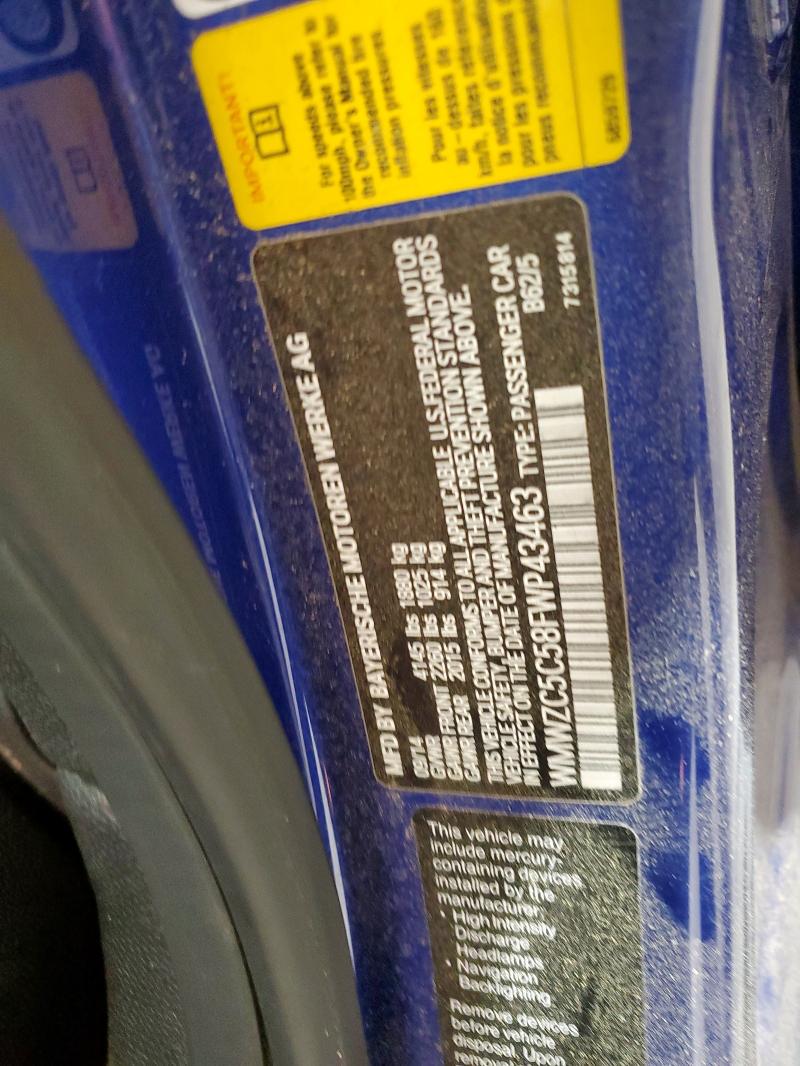 IMPORTANT!
For speeds above
100mph, please refer to
the Owner's Manual for
the recommended tire
inflation pressures.
Pour les vitesses
au-dessus de 160
la notice d'utilisation
pour les pressions de
pneus
MFD BY BAYERISCHE MOTOREN WERKE AG
09/14
GVWR 4145 lbs 1880 kg
GAWR FRONT 2260 lbs 1025 kg
GAWR REAR 2015 lbs 914 kg
THIS VEHICLE CONFORMS TO ALL APPLICABLE U.S. FEDERAL MOTOR
VEHICLE SAFETY, BUMPER AND THEFT PREVENTION STANDARDS
IN EFFECT ON THE DATE OF MANUFACTURE SHOWN ABOVE.
WMWZC5C58FWP43463 TYPE: PASSENGER CAR
B62/5
7 315 814
This vehicle may
include mercury-
containing devices
installed by the
manufacturer
· High Intensity
Discharge
Headlamps
· Navigation
Backlighting
Remove devices
before vehicle
disposal. Upon